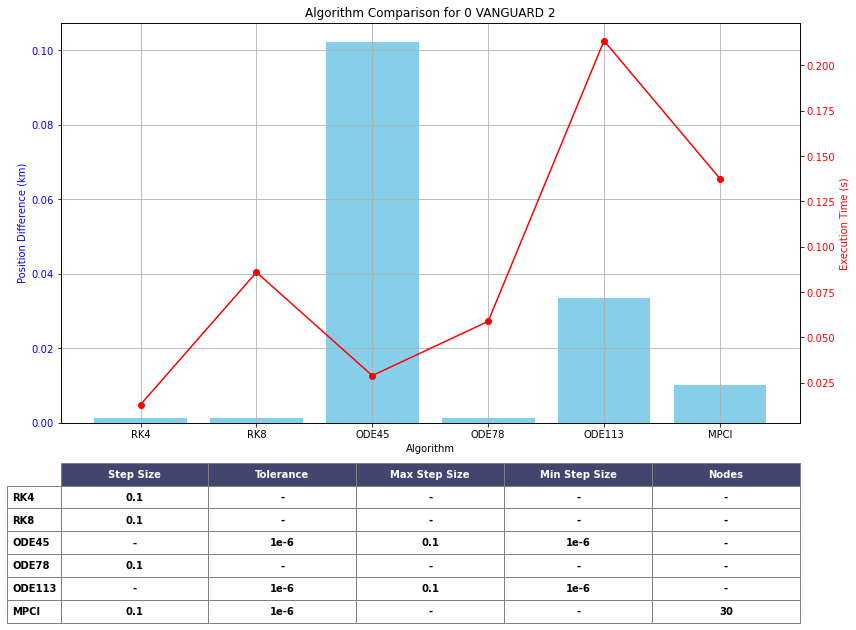 Algorithm Comparison for 0 VANGUARD 2
Position Difference (km)
0.10
0.08
0.06
0.04
0.02
0.00
0.200
0.175
0.150
0.125
0.100
0.075
0.050
0.025
Execution Time (s)
RK4 RK8 ODE45 ODE78 ODE113 MPCI
Algorithm
Step Size Tolerance Max Step Size Min Step Size Nodes
RK4 0.1 - - - -
RK8 0.1 - - - -
ODE45 - 1e-6 0.1 1e-6 -
ODE78 0.1 - - - -
ODE113 - 1e-6 0.1 1e-6 -
MPCI 0.1 1e-6 - - 30